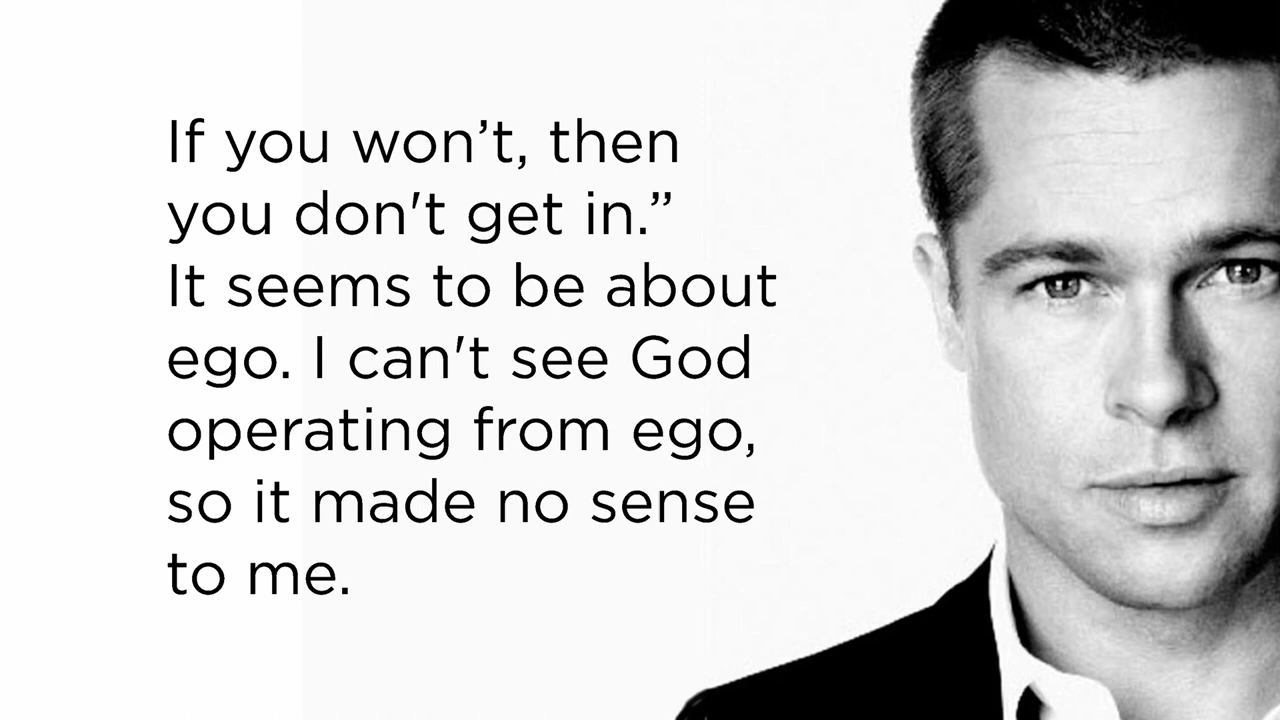 If you won’t, then
you don't get in.”
It seems to be about
ego. I can't see God
operating from ego,
so it made no sense
to me.